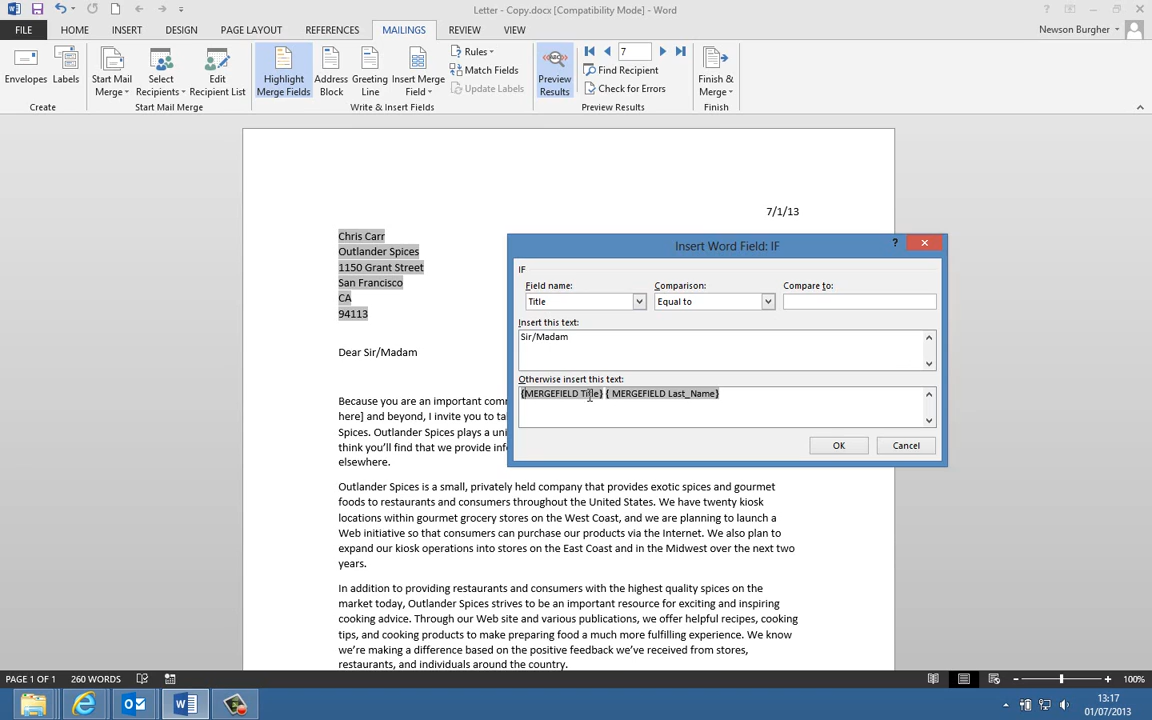 Letter - Copy.docx [Compatibility Mode] - Word
FILE HOME INSERT DESIGN PAGE LAYOUT REFERENCES MAILINGS REVIEW VIEW Newson Burgher
Envelopes Labels
Create
Start Mail Merge
Select Recipients
Edit Recipient List
Start Mail Merge
Highlight Merge Fields
Address Block
Greeting Line
Insert Merge Field
Rules
Match Fields
Update Labels
Write & Insert Fields
Preview Results
7
Find Recipient
Check for Errors
Preview Results
Finish & Merge
Finish
7/1/13
Chris Carr
Outlander Spices
1150 Grant Street
San Francisco
CA
94113
Dear Sir/Madam
Insert Word Field: IF
?
IF
Field name: Comparison: Compare to:
Title Equal to
Insert this text:
Sir/Madam
Otherwise insert this text:
{MERGEFIELD Title} { MERGEFIELD Last_Name}
OK Cancel
Because you are an important com
here] and beyond, I invite you to ta
Spices. Outlander Spices plays a uni
think you'll find that we provide info
elsewhere.
Outlander Spices is a small, privately held company that provides exotic spices and gourmet
foods to restaurants and consumers throughout the United States. We have twenty kiosk
locations within gourmet grocery stores on the West Coast, and we are planning to launch a
Web initiative so that consumers can purchase our products via the Internet. We also plan to
expand our kiosk operations into stores on the East Coast and in the Midwest over the next two
years.
In addition to providing restaurants and consumers with the highest quality spices on the
market today, Outlander Spices strives to be an important resource for exciting and inspiring
cooking advice. Through our Web site and various publications, we offer helpful recipes, cooking
tips, and cooking products to make preparing food a much more fulfilling experience. We know
we're making a difference based on the positive feedback we've received from stores,
restaurants, and individuals around the country.
PAGE 1 OF 1 260 WORDS 100%
13:17
01/07/2013